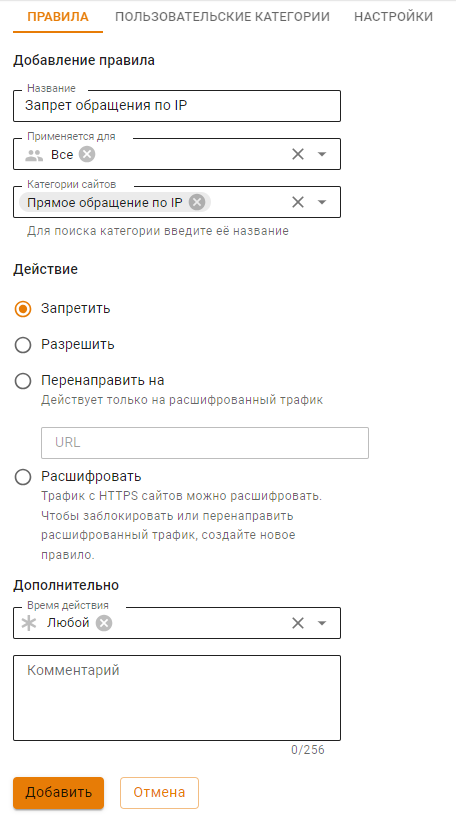 ПРАВИЛА ПОЛЬЗОВАТЕЛЬСКИЕ КАТЕГОРИИ НАСТРОЙКИ
Добавление правила
Название
Запрет обращения по IP
Применяется для
Все
Категории сайтов
Прямое обращение по IP
Для поиска категории введите её название
Действие
Запретить
Разрешить
Перенаправить на
Действует только на расшифрованный трафик
URL
Расшифровать
Трафик с HTTPS сайтов можно расшифровать.
Чтобы заблокировать или перенаправить
расшифрованный трафик, создайте новое
правило.
Дополнительно
Время действия
Любой
Комментарий
0/256
Добавить Отмена